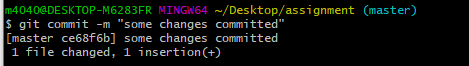 m4040@DESKTOP-M6283FR MINGW64 ~/Desktop/assignment (master)
$ git commit -m "some changes committed"
[master ce68f6b] some changes committed
 1 file changed, 1 insertion(+)